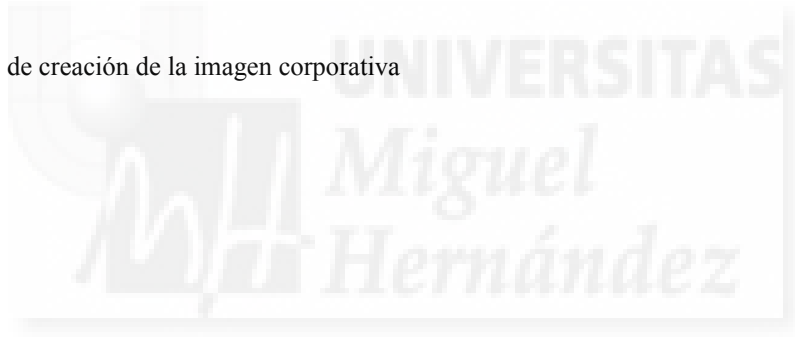 UNIVERSITAS
de creación de la imagen corporativa
Miguel
Hernández